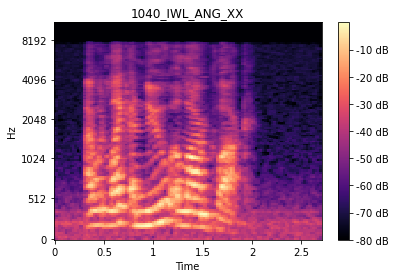 1040_IWL_ANG_XX
8192
4096
2048
1024
512
0
Hz
0
0.5
1
1.5
2
2.5
Time
-10 dB
-20 dB
-30 dB
-40 dB
-50 dB
-60 dB
-70 dB
-80 dB